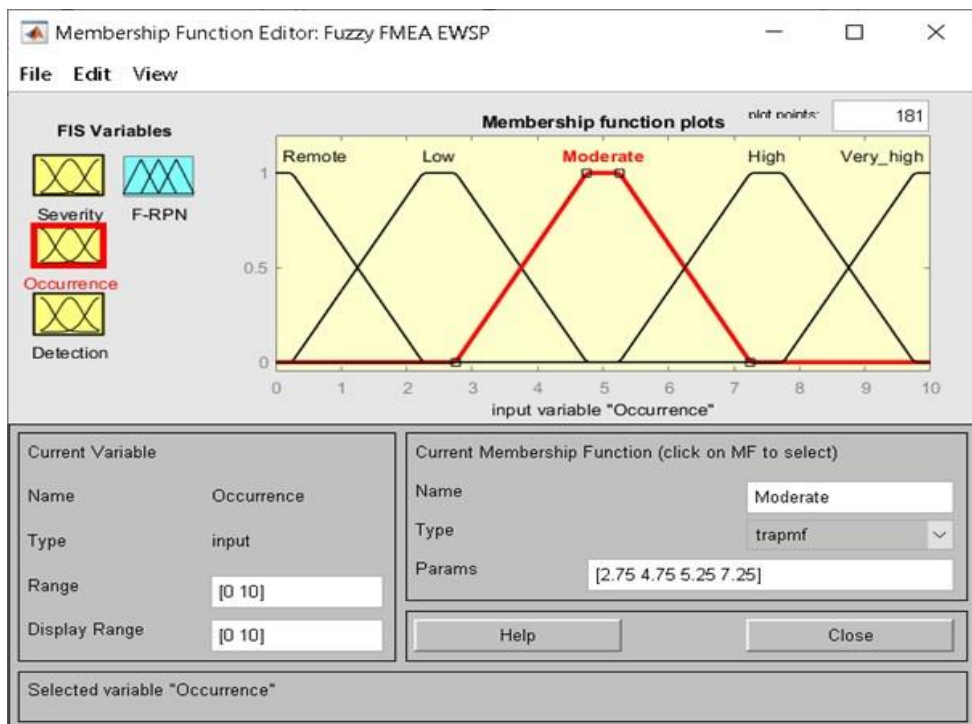 Membership Function Editor: Fuzzy FMEA EWSP
File Edit View
FIS Variables
Severity
F-RPN
Occurrence
Detection
Membership function plots
plot points:
181
Remote Low Moderate High Very_high
1
0.5
0
0 1 2 3 4 5 6 7 8 9 10
input variable "Occurrence"
Current Variable
Name Occurrence
Type input
Range [0 10]
Display Range [0 10]
Current Membership Function (click on MF to select)
Name Moderate
Type trapmf
Params [2.75 4.75 5.25 7.25]
Help Close
Selected variable "Occurrence"